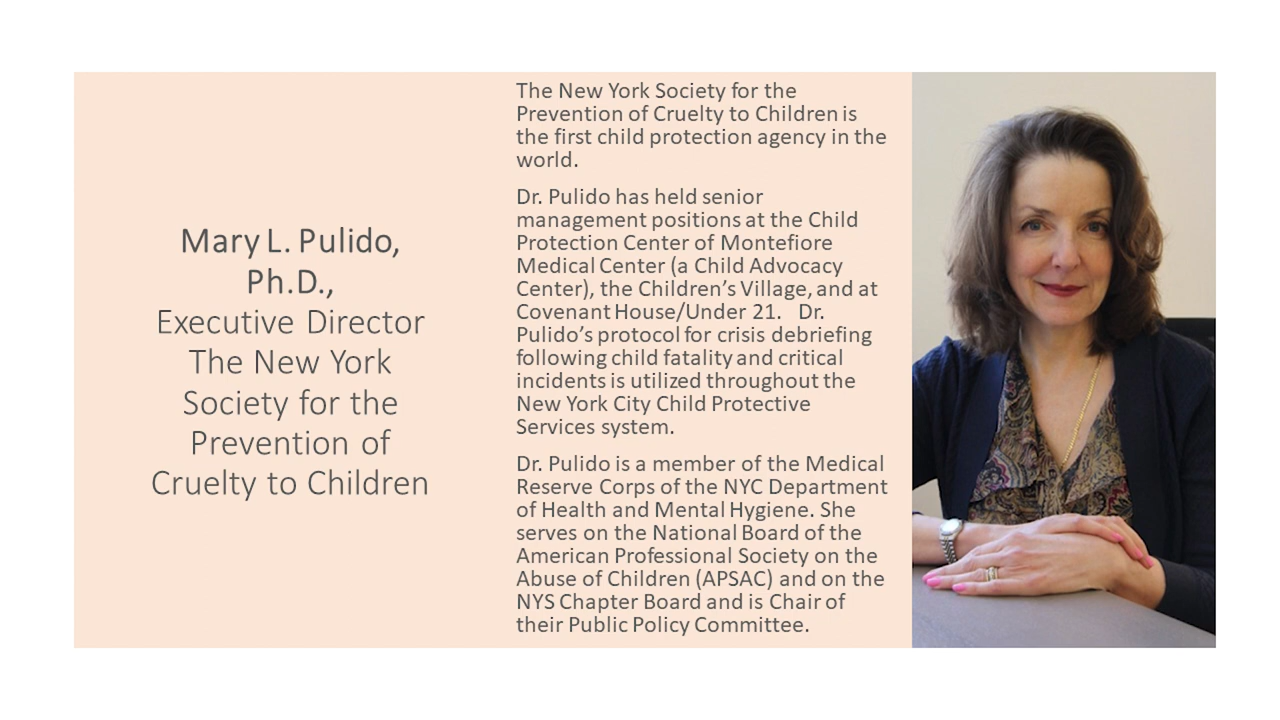 Mary L. Pulido,
Ph.D.,
Executive Director
The New York
Society for the
Prevention of
Cruelty to Children
The New York Society for the
Prevention of Cruelty to Children is
the first child protection agency in the
world.
Dr. Pulido has held senior
management positions at the Child
Protection Center of Montefiore
Medical Center (a Child Advocacy
Center), the Children’s Village, and at
Covenant House/Under 21.   Dr.
Pulido’s protocol for crisis debriefing
following child fatality and critical
incidents is utilized throughout the
New York City Child Protective
Services system.
Dr. Pulido is a member of the Medical
Reserve Corps of the NYC Department
of Health and Mental Hygiene. She
serves on the National Board of the
American Professional Society on the
Abuse of Children (APSAC) and on the
NYS Chapter Board and is Chair of
their Public Policy Committee.